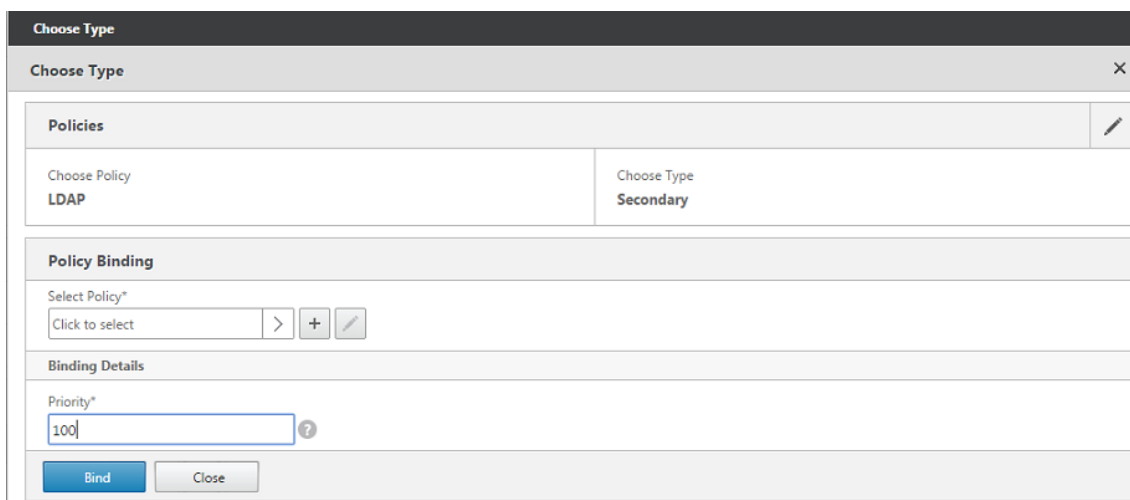 Choose Type
Choose Type
Policies
Choose Policy
LDAP
Choose Type
Secondary
Policy Binding
Select Policy*
Click to select
Binding Details
Priority*
100
Bind
Close